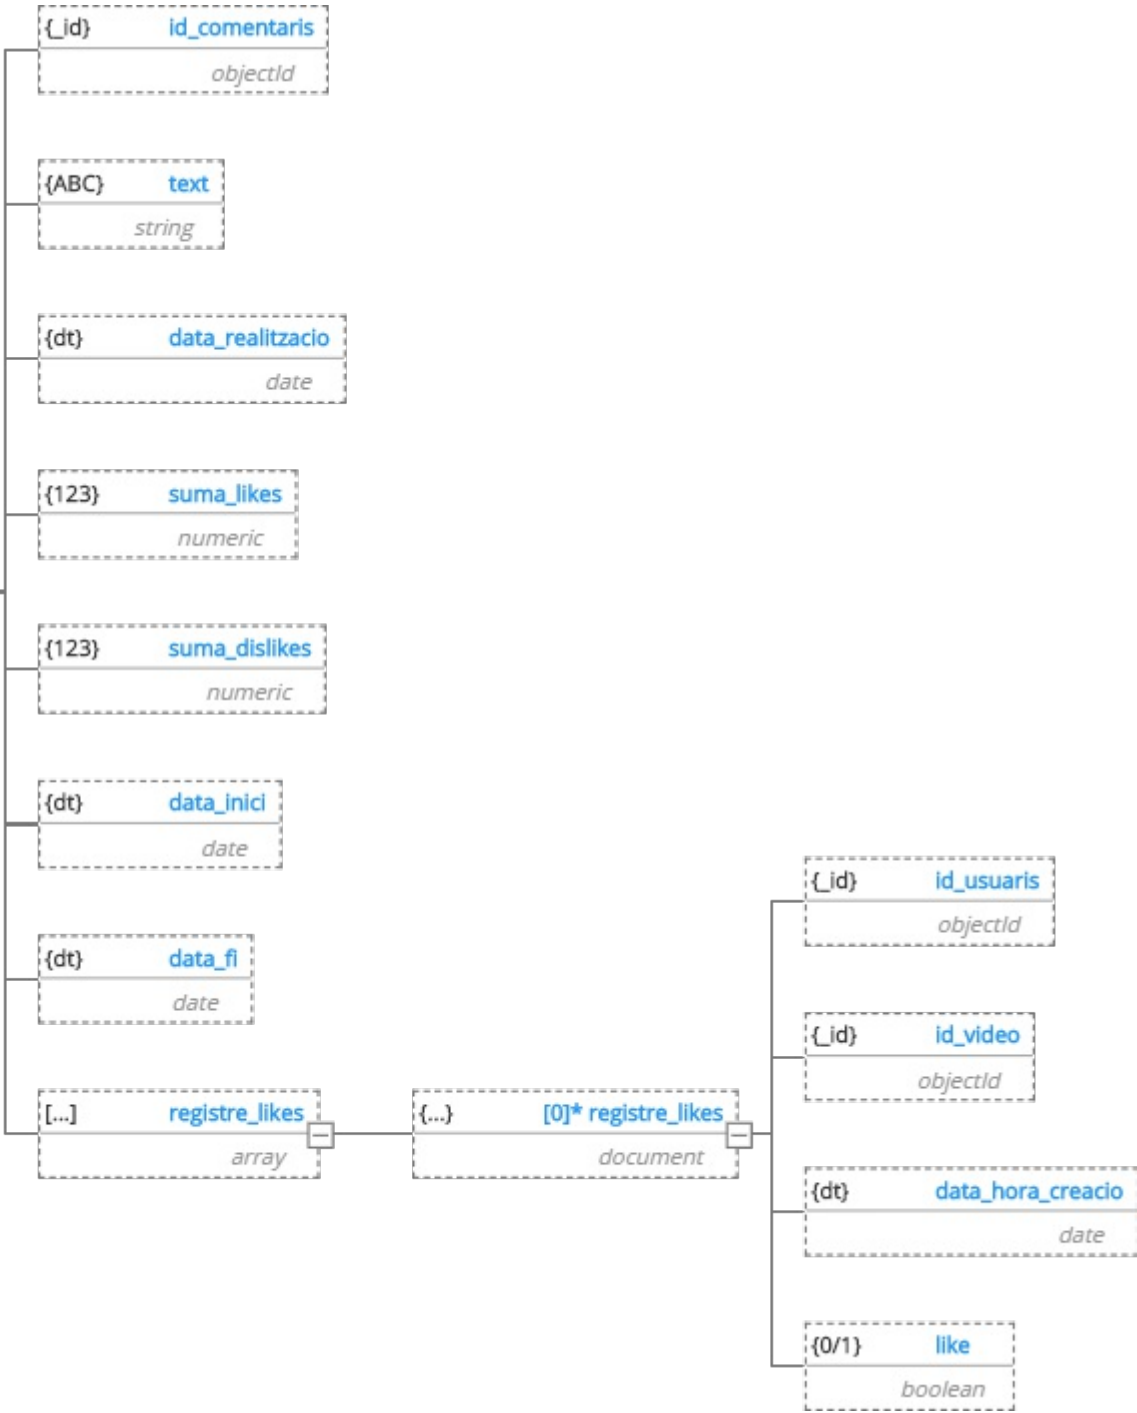 {_id} id_comentaris
objectId
{ABC} text
string
{dt} data_realitzacio
date
{123} suma_likes
numeric
{123} suma_dislikes
numeric
{dt} data_inici
date
{dt} data_fi
date
[...] registre_likes
array
{...} [0]* registre_likes
document
{_id} id_usuaris
objectId
{_id} id_video
objectId
{dt} data_hora_creacio
date
{0/1} like
boolean